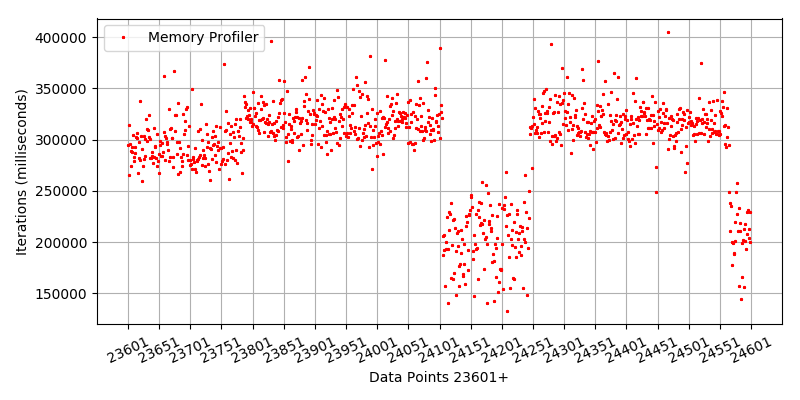 Memory Profiler
Iterations (milliseconds)
400000
350000
300000
250000
200000
150000
23601 23651 23701 23751 23801 23851 23901 23951 24001 24051 24101 24151 24201 24251 24301 24351 24401 24451 24501 24551 24601
Data Points 23601+